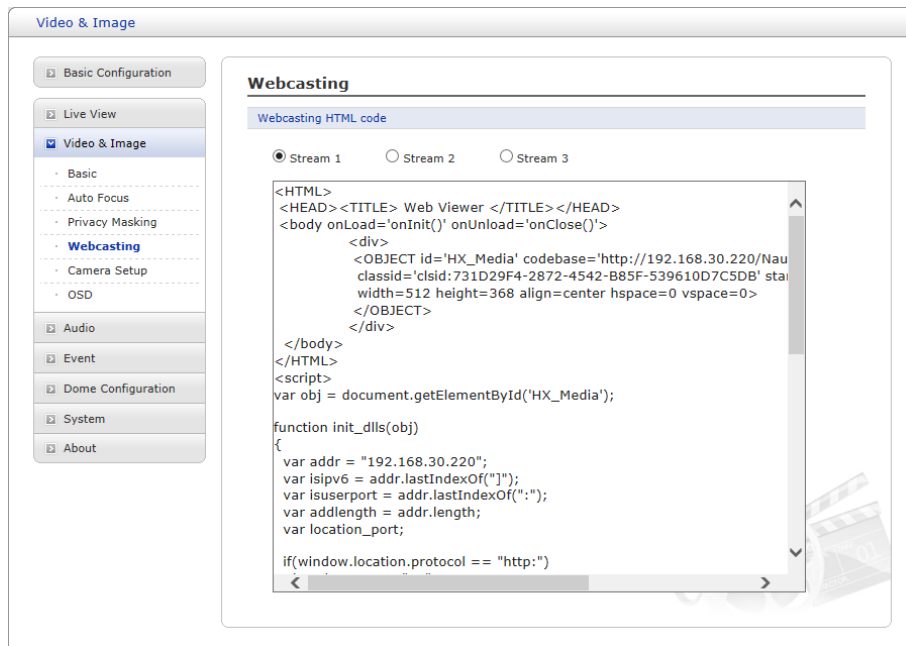 Video & Image
Basic Configuration
Live View
Video & Image
Basic
Auto Focus
Privacy Masking
Webcasting
Camera Setup
OSD
Audio
Event
Dome Configuration
System
About
Webcasting
Webcasting HTML code
Stream 1 Stream 2 Stream 3
<HTML>
<HEAD><TITLE> Web Viewer </TITLE></HEAD>
<body onLoad='onInit()' onUnload='onClose()'>
<div>
<OBJECT id='HX_Media' codebase='http://192.168.30.220/Nau
classid='clsid:731D29F4-2872-4542-B85F-539610D7C5DB' sta
width=512 height=368 align=center hspace=0 vspace=0>
</OBJECT>
</div>
</body>
</HTML>
<script>
var obj = document.getElementById('HX_Media');
function init_dlls(obj)
{
var addr = "192.168.30.220";
var isipv6 = addr.lastIndexOf("]");
var isuserport = addr.lastIndexOf(":");
var addlength = addr.length;
var location_port;
if(window.location.protocol == "http:")
01